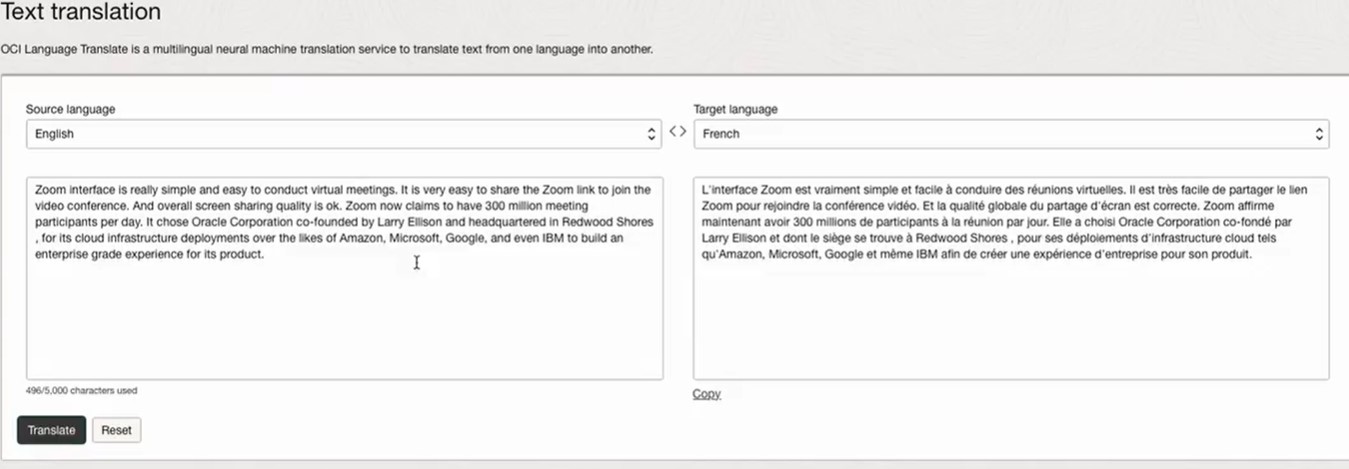 Text translation
OCI Language Translate is a multilingual neural machine translation service to translate text from one language into another.
Source language
English
Target language
French
Zoom interface is really simple and easy to conduct virtual meetings. It is very easy to share the Zoom link to join the
video conference. And overall screen sharing quality is ok. Zoom now claims to have 300 million meeting
participants per day. It chose Oracle Corporation co-founded by Larry Ellison and headquartered in Redwood Shores
, for its cloud infrastructure deployments over the likes of Amazon, Microsoft, Google, and even IBM to build an
enterprise grade experience for its product.
L'interface Zoom est vraiment simple et facile à conduire des réunions virtuelles. Il est très facile de partager le lien
Zoom pour rejoindre la conférence vidéo. Et la qualité globale du partage d'écran est correcte. Zoom affirme
maintenant avoir 300 millions de participants à la réunion par jour. Elle a choisi Oracle Corporation co-fondé par
Larry Ellison et dont le siège se trouve à Redwood Shores , pour ses déploiements d'infrastructure cloud tels
qu'Amazon, Microsoft, Google et même IBM afin de créer une expérience d'entreprise pour son produit.
496/5,000 characters used
Copy
Translate
Reset